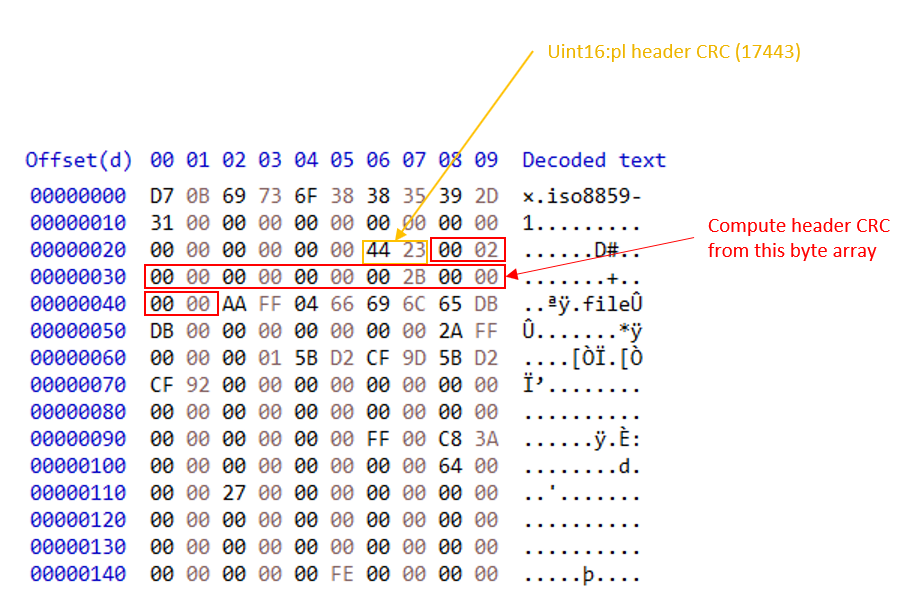 Uint16:pl header CRC (17443)
Offset(d) 00 01 02 03 04 05 06 07 08 09 Decoded text
00000000 D7 0B 69 73 6F 38 38 35 39 2D ×.iso8859-
00000010 31 00 00 00 00 00 00 00 00 00 1.........
00000020 00 00 00 00 00 00 44 23 00 02 ......D#..
Compute header CRC
from this byte array
00000030 00 00 00 00 00 00 00 2B 00 00 .......+..
00000040 00 00 AA FF 04 66 69 6C 65 DB ..ªÿ.fileÛ
00000050 DB 00 00 00 00 00 00 00 2A FF Û.......*ÿ
00000060 00 00 00 01 5B D2 CF 9D 5B D2 ....[ÒÏ.[Ò
00000070 CF 92 00 00 00 00 00 00 00 00 Ï’........
00000080 00 00 00 00 00 00 00 00 00 00 ..........
00000090 00 00 00 00 00 00 FF 00 C8 3A ......ÿ.È:
00000100 00 00 00 00 00 00 00 00 64 00 ........d.
00000110 00 00 27 00 00 00 00 00 00 00 ..'.......
00000120 00 00 00 00 00 00 00 00 00 00 ..........
00000130 00 00 00 00 00 00 00 00 00 00 ..........
00000140 00 00 00 00 00 FE 00 00 00 00 .....þ....